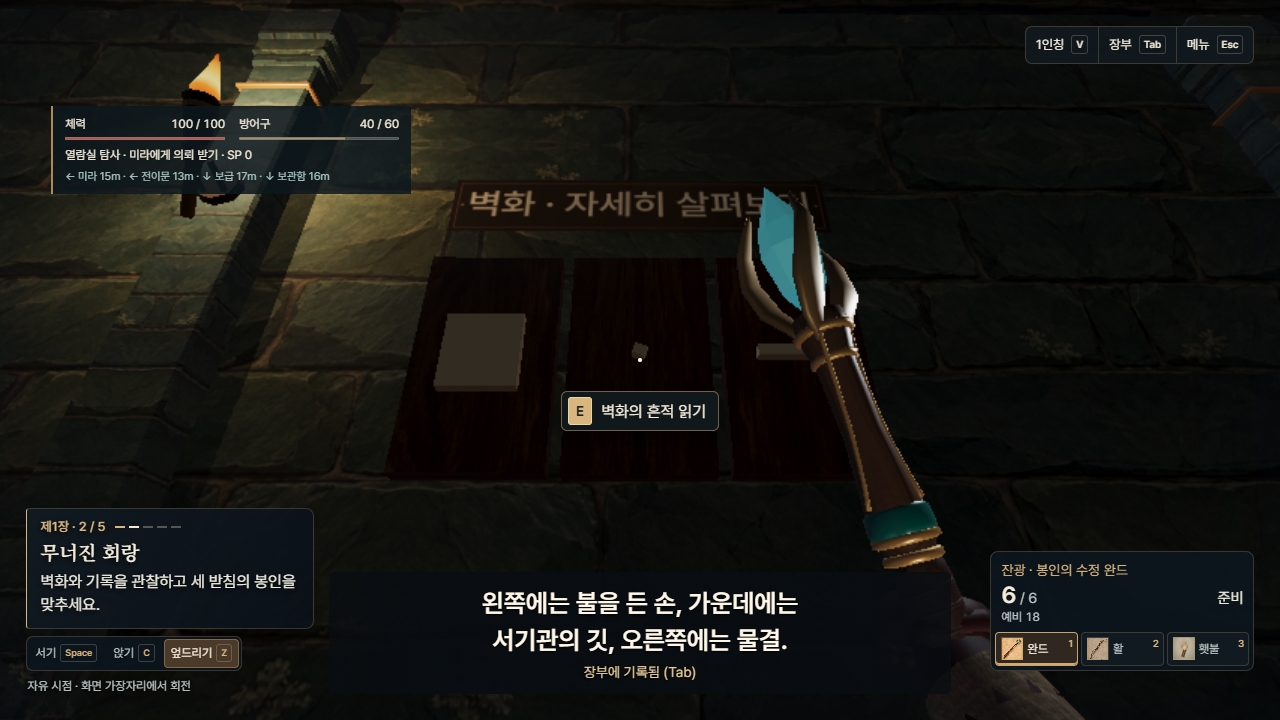 1인칭 V 장부 Tab 메뉴 Esc
체력 100 / 100 방어구 40 / 60
열람실 탐사 · 미라에게 의뢰 받기 · SP 0
← 미라 15m · ← 전이문 13m · ↓ 보급 17m · ↓ 보관함 16m
벽화 · 자세히 살펴보기
E 벽화의 흔적 읽기
제1장 · 2 / 5
무너진 회랑
벽화와 기록을 관찰하고 세 받침의 봉인을
맞추세요.
서기 Space 앉기 C 엎드리기 Z
자유 시점 · 화면 가장자리에서 회전
왼쪽에는 불을 든 손, 가운데에는
서기관의 깃, 오른쪽에는 물결.
장부에 기록됨 (Tab)
잔광 · 봉인의 수정 완드
6 / 6 준비
예비 18
완드 1 활 2 횃불 3